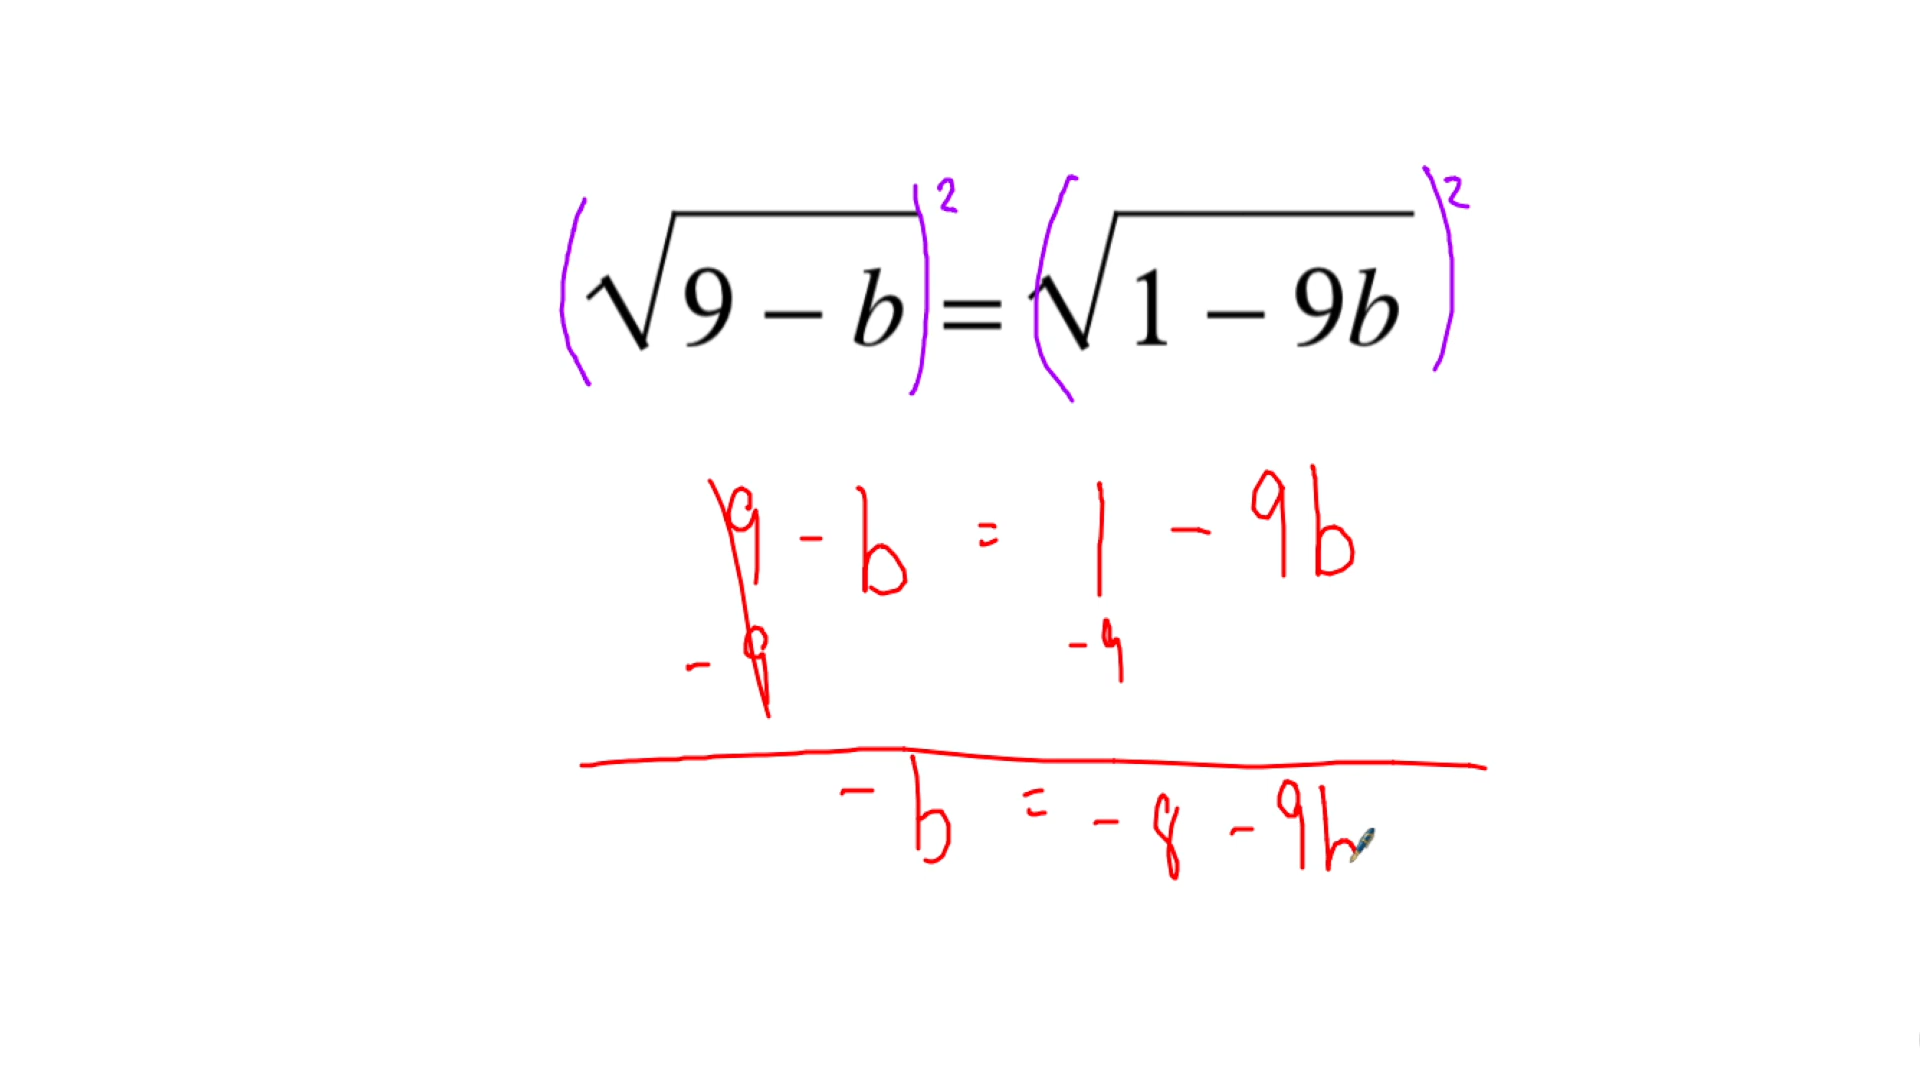 (√9 − b)² = (√1 − 9b)²
9 - b = 1 - 9b
- 9 - 9
- b = - 8 - 9b